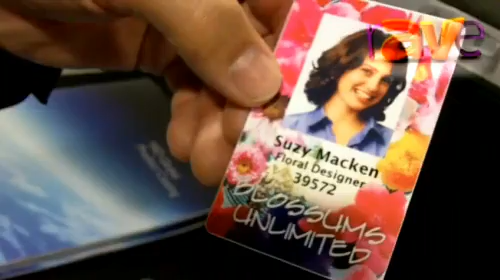 rAVe
Suzy Macken
Floral Designer
39572
BLOSSUMS
UNLIMITED